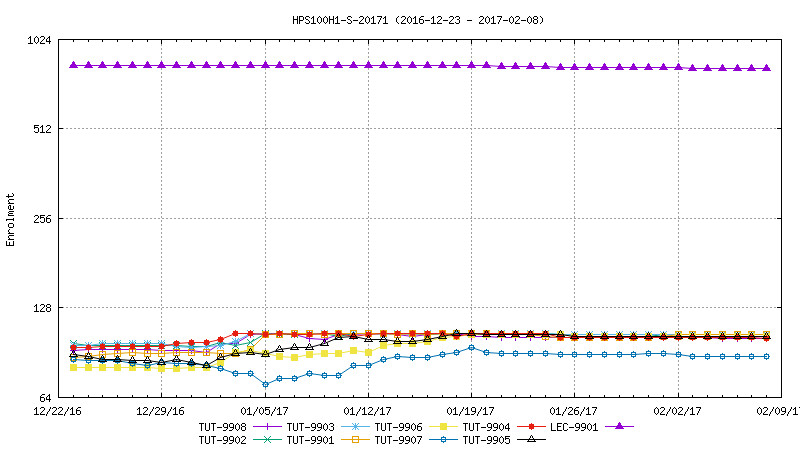 HPS100H1-S-20171 (2016-12-23 - 2017-02-08)
1024
512
256
128
64
Enrolment
12/22/16 12/29/16 01/05/17 01/12/17 01/19/17 01/26/17 02/02/17 02/09/17
TUT-9908 TUT-9903 TUT-9906 TUT-9904 LEC-9901
TUT-9902 TUT-9901 TUT-9907 TUT-9905